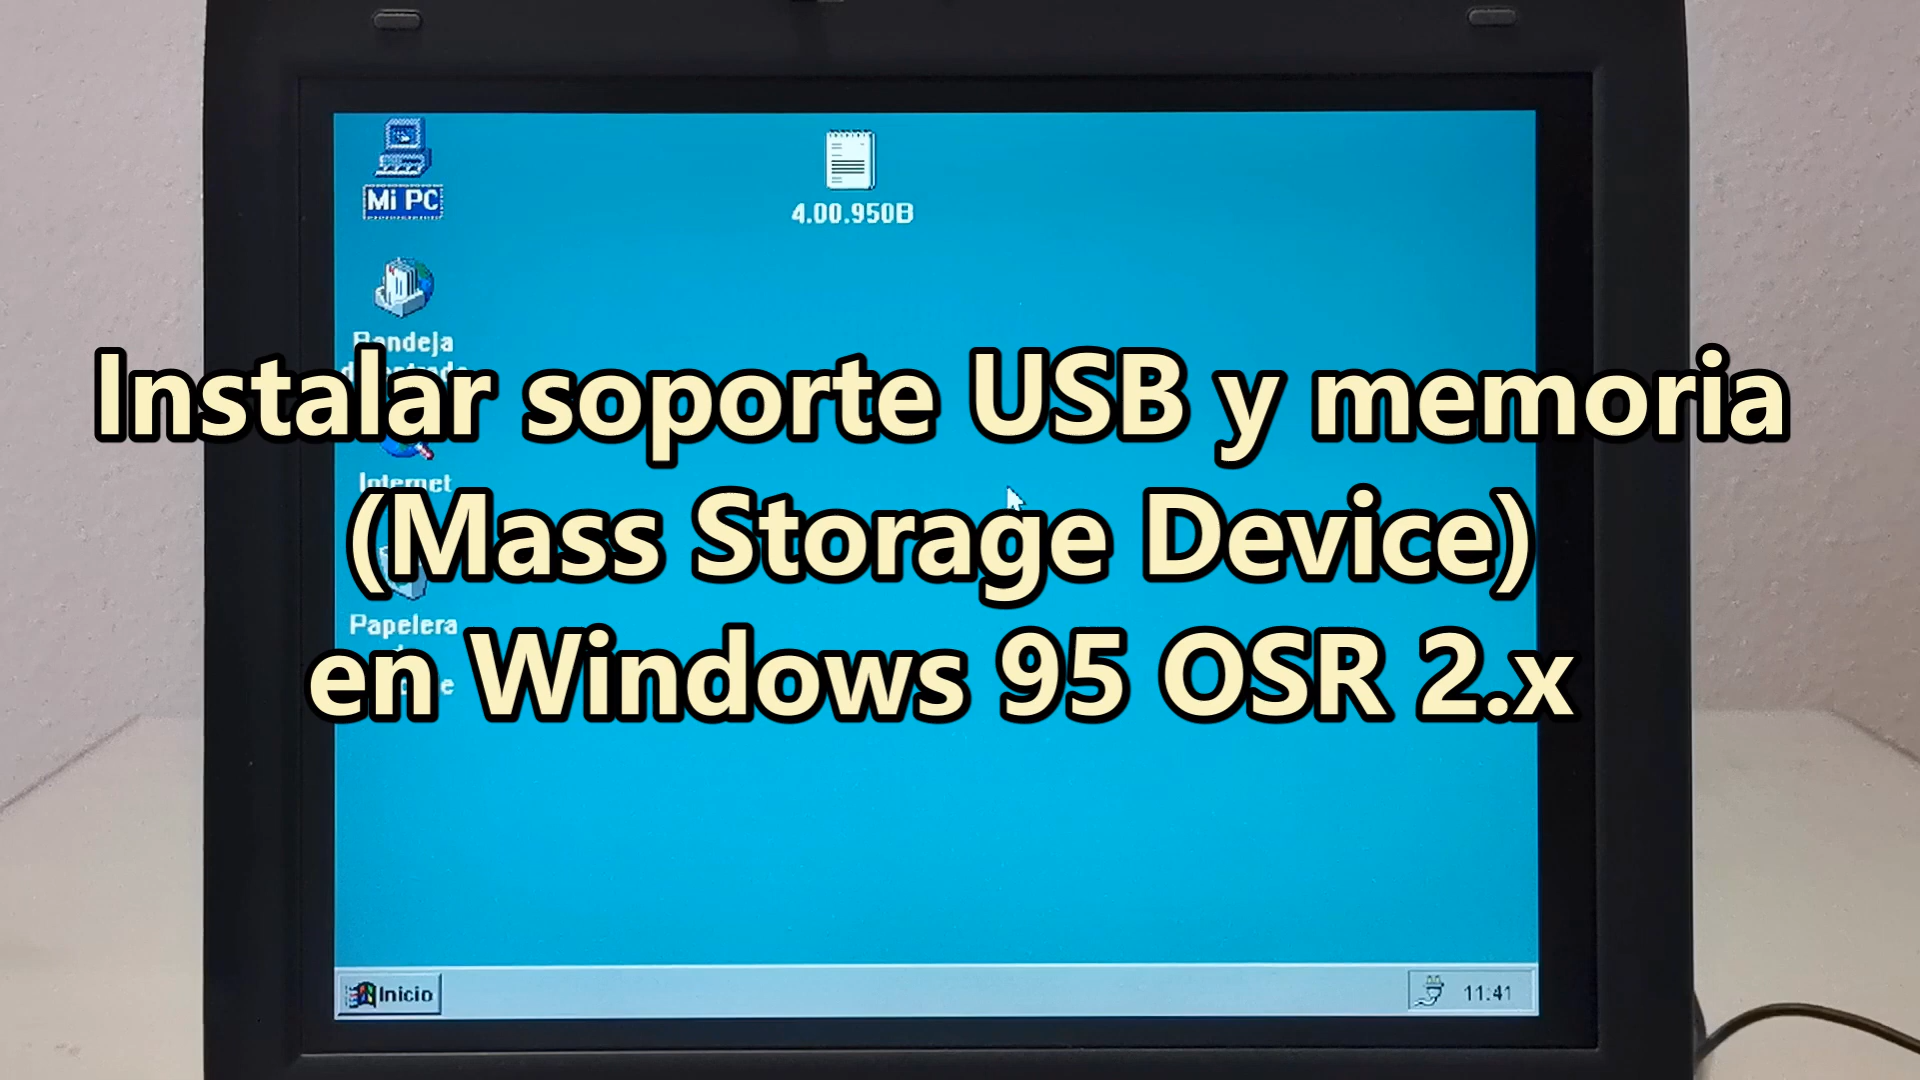 Mi PC
4.00.950B
Bandeja
Instalar soporte USB y memoria
Internet
(Mass Storage Device)
Papelera
en Windows 95 OSR 2.x
Inicio
11:41